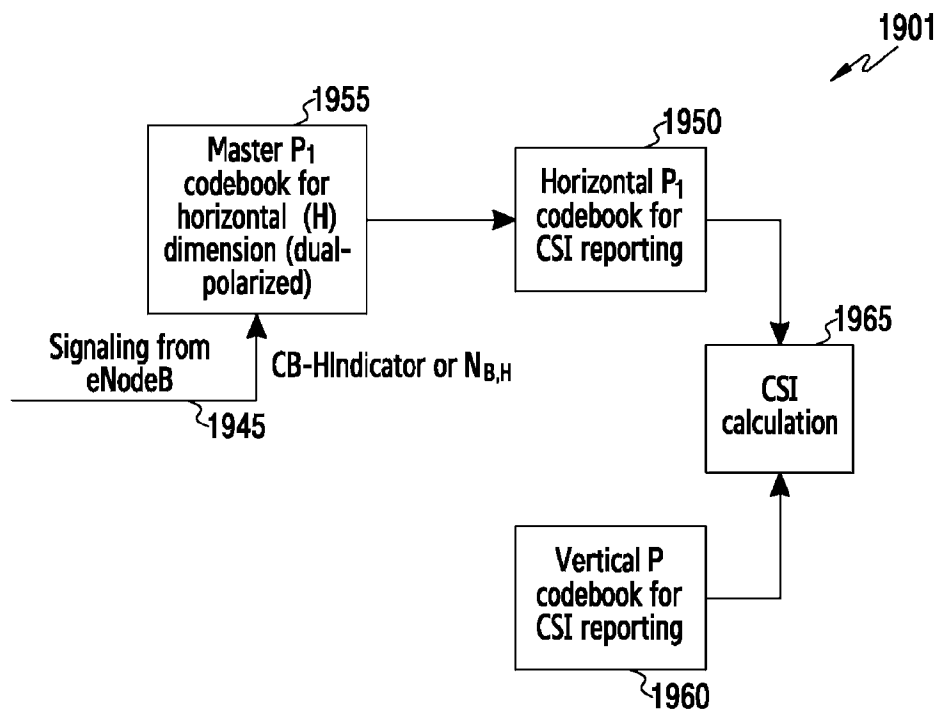 1901
1955
Master P₁
codebook for
horizontal (H)
dimension (dual-
polarized)
1950
Horizontal P₁
codebook for
CSI reporting
1965
CSI
calculation
Signaling from
eNodeB
1945
CB-HIndicator or N_B,H
Vertical P
codebook for
CSI reporting
1960